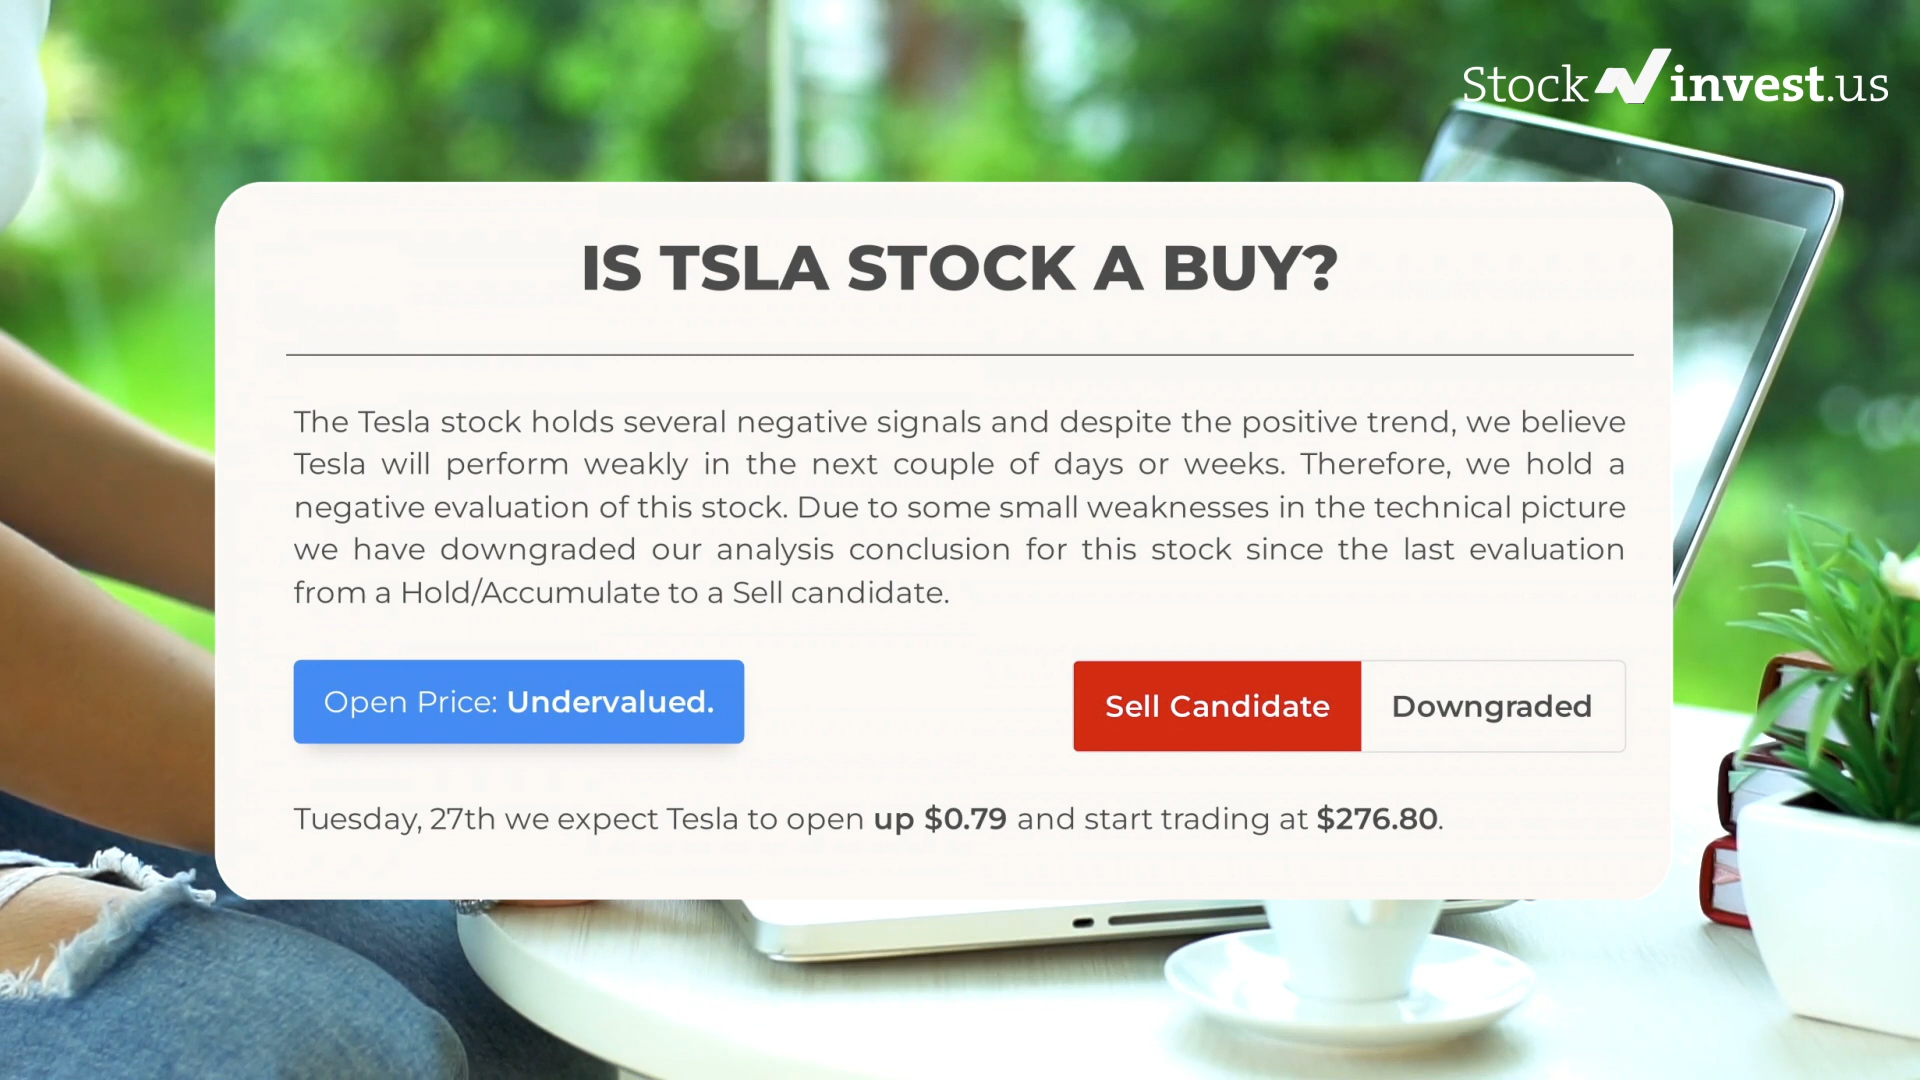 Stock invest.us
IS TSLA STOCK A BUY?
The Tesla stock holds several negative signals and despite the positive trend, we believe
Tesla will perform weakly in the next couple of days or weeks. Therefore, we hold a
negative evaluation of this stock. Due to some small weaknesses in the technical picture
we have downgraded our analysis conclusion for this stock since the last evaluation
from a Hold/Accumulate to a Sell candidate.
Open Price: Undervalued.
Sell Candidate Downgraded
Tuesday, 27th we expect Tesla to open up $0.79 and start trading at $276.80.